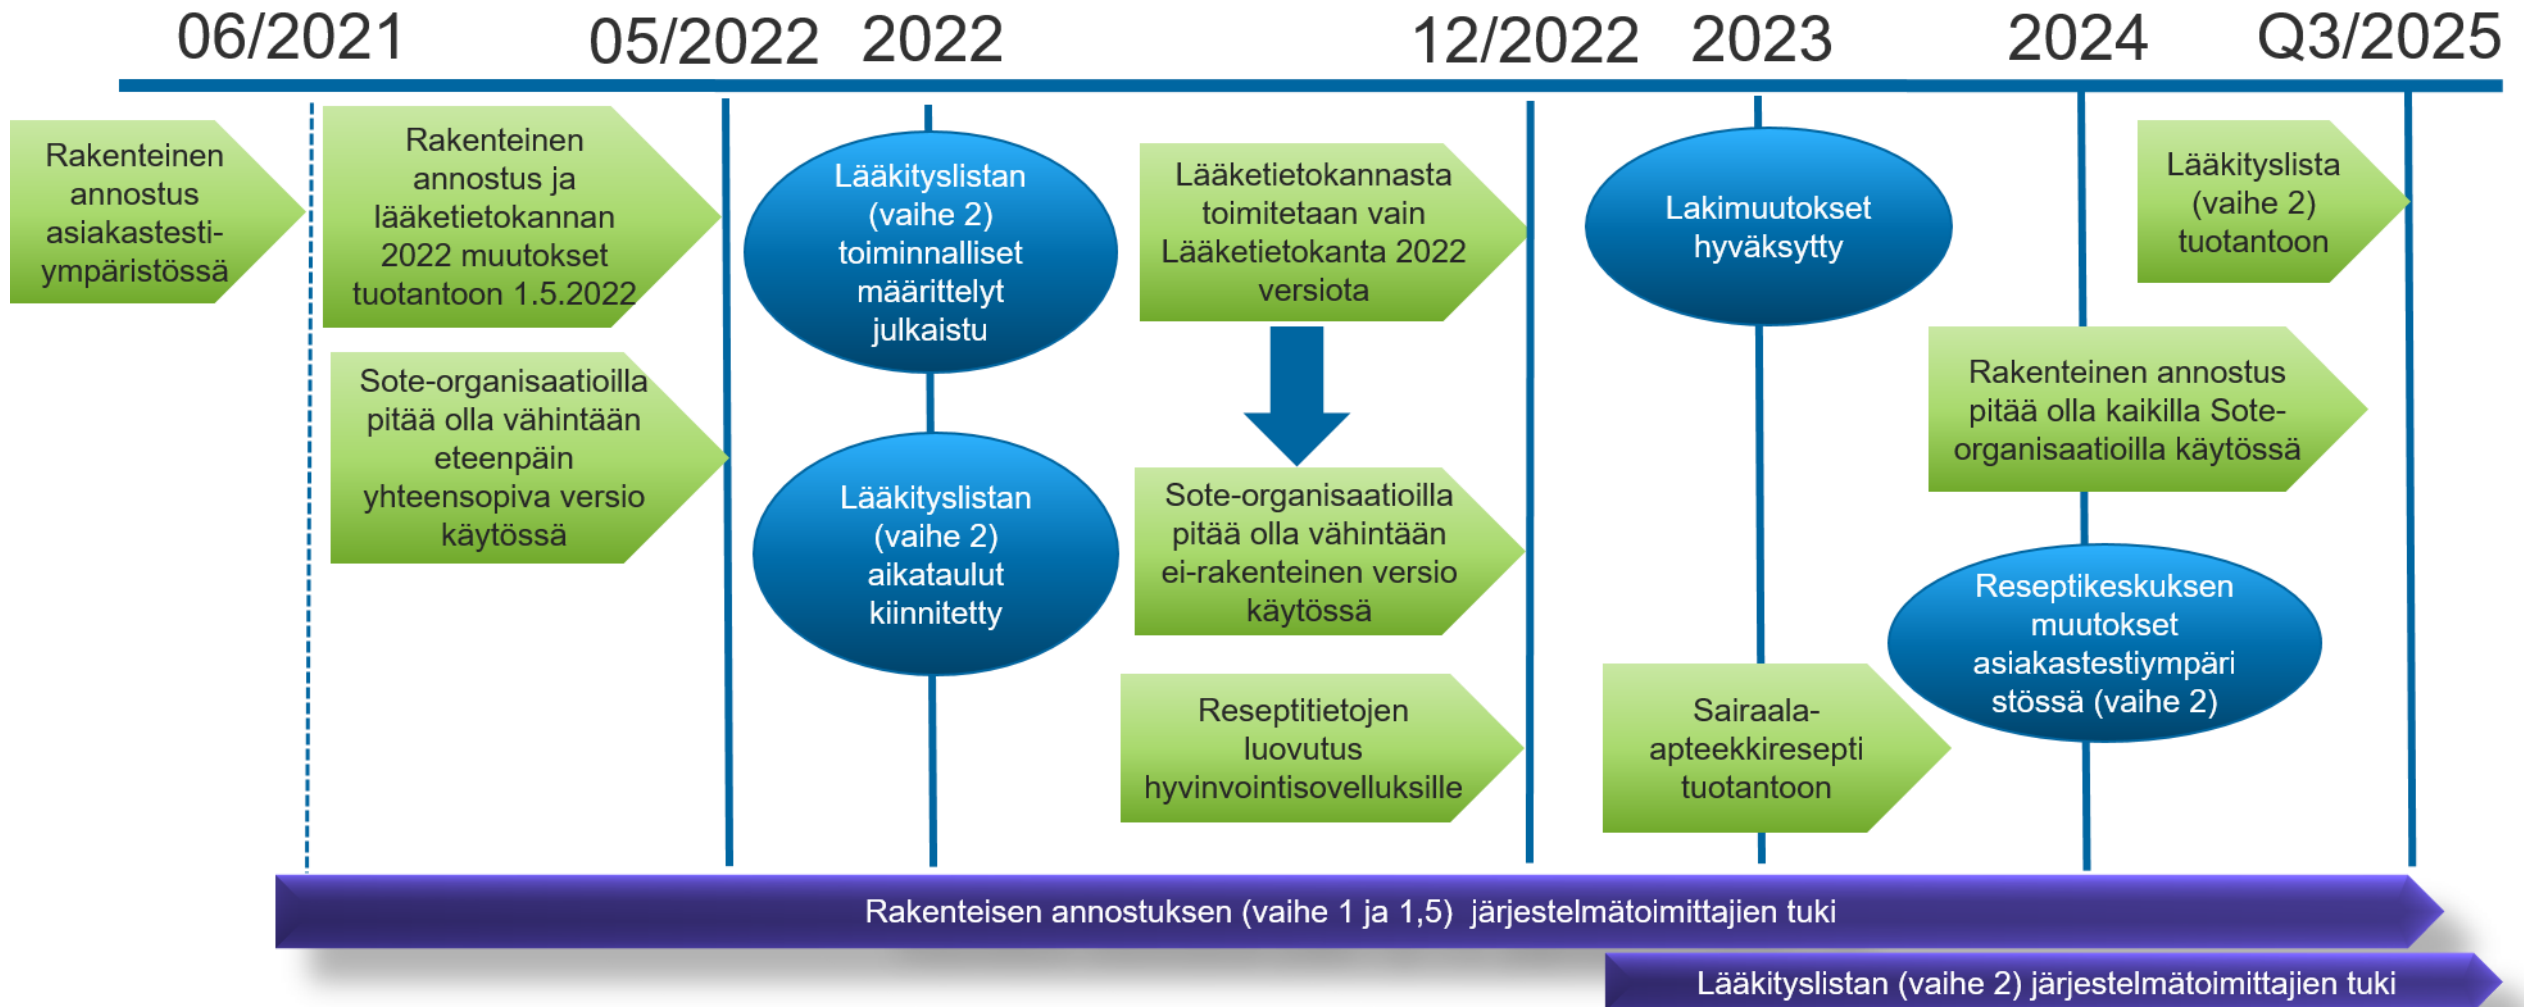 06/2021
05/2022
2022
12/2022
2023
2024
Q3/2025
Rakenteinen
annostus
asiakastesti-
ympäristössä
Rakenteinen
annostus ja
lääketietokannan
2022 muutokset
tuotantoon 1.5.2022
Sote-organisaatioilla
pitää olla vähintään
eteenpäin
yhteensopiva versio
käytössä
Lääkityslistan
(vaihe 2)
toiminnalliset
määrittelyt
julkaistu
Lääkityslistan
(vaihe 2)
aikataulut
kiinnitetty
Lääketietokannasta
toimitetaan vain
Lääketietokanta 2022
versiota
Sote-organisaatioilla
pitää olla vähintään
ei-rakenteinen versio
käytössä
Reseptitietojen
luovutus
hyvinvointisovelluksille
Lakimuutokset
hyväksytty
Sairaala-
apteekkiresepti
tuotantoon
Lääkityslista
(vaihe 2)
tuotantoon
Rakenteinen annostus
pitää olla kaikilla Sote-
organisaatioilla käytössä
Reseptikeskuksen
muutokset
asiakastestiympäri
stössä (vaihe 2)
Rakenteisen annostuksen (vaihe 1 ja 1,5) järjestelmätoimittajien tuki
Lääkityslistan (vaihe 2) järjestelmätoimittajien tuki